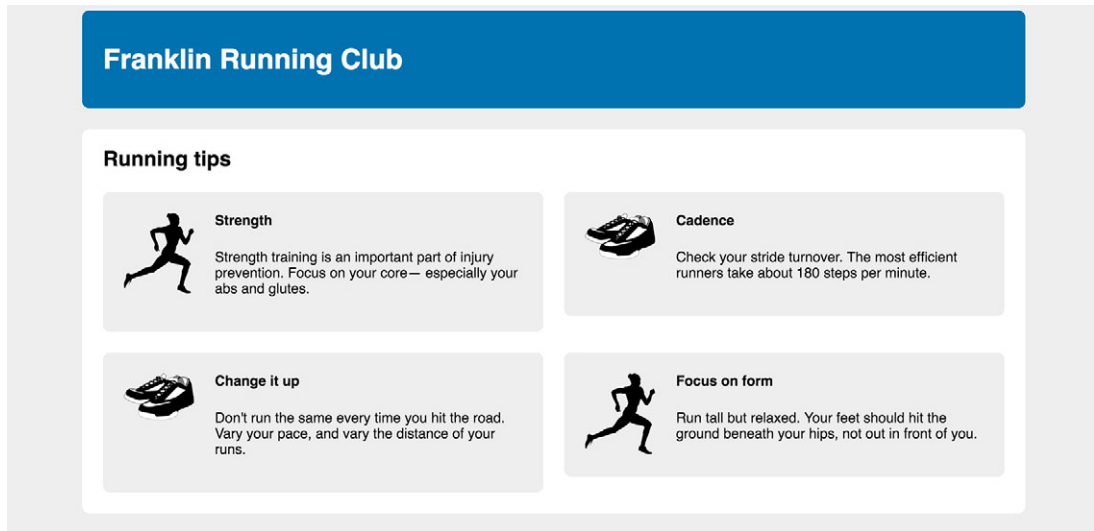 Franklin Running Club
Running tips
Strength
Strength training is an important part of injury
prevention. Focus on your core— especially your
abs and glutes.
Cadence
Check your stride turnover. The most efficient
runners take about 180 steps per minute.
Change it up
Don't run the same every time you hit the road.
Vary your pace, and vary the distance of your
runs.
Focus on form
Run tall but relaxed. Your feet should hit the
ground beneath your hips, not out in front of you.